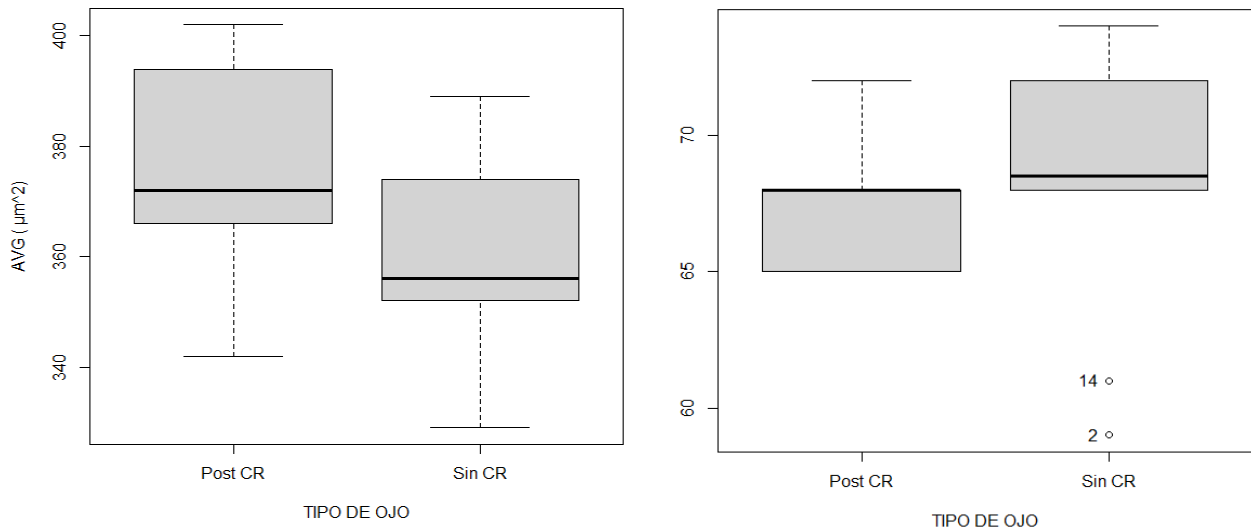 400
380
360
340
AVG ( µm^2)
Post CR
Sin CR
TIPO DE OJO
70
65
60
14
2
Post CR
Sin CR
TIPO DE OJO